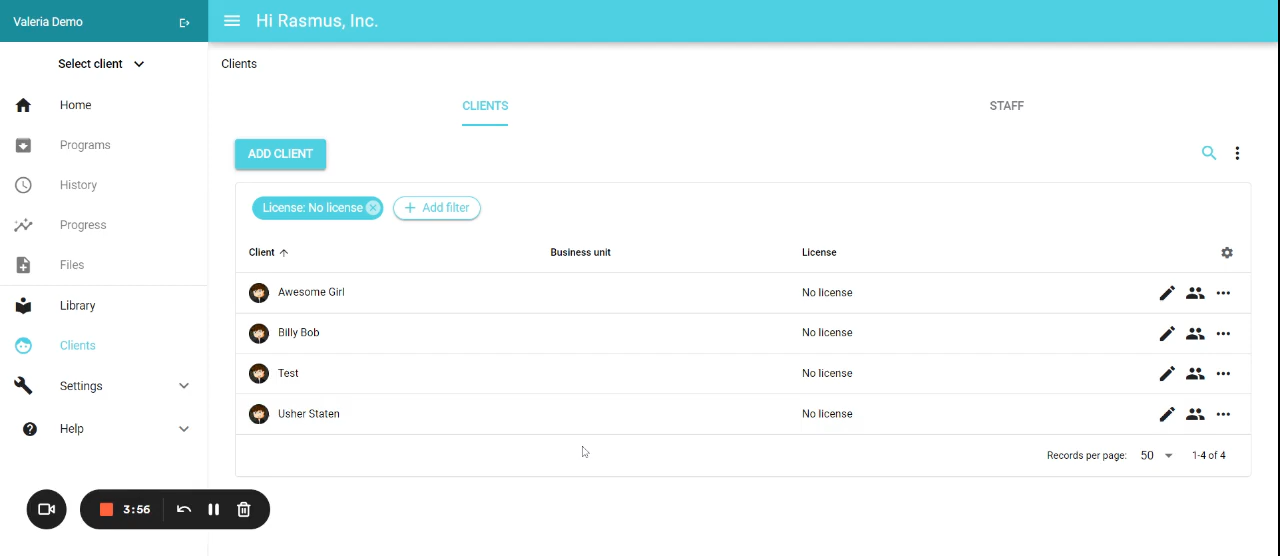 Valeria Demo
Hi Rasmus, Inc.
Select client
Clients
Home
CLIENTS
STAFF
Programs
ADD CLIENT
History
License: No license
Add filter
Progress
Client
Business unit
License
Files
Awesome Girl
No license
Library
Billy Bob
No license
Clients
Test
No license
Settings
Usher Staten
No license
Help
Records per page:
50
1-4 of 4
3:56